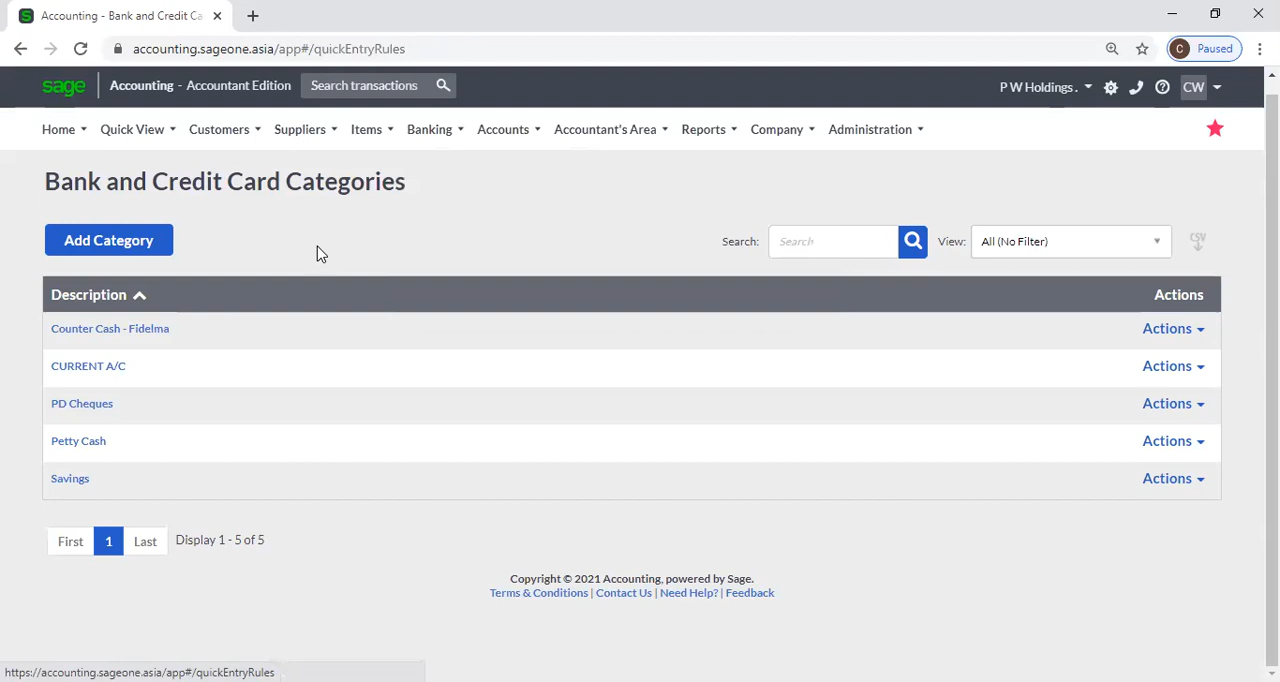 Accounting - Bank and Credit Ca
accounting.sageone.asia/app#/quickEntryRules
C Paused
sage Accounting - Accountant Edition Search transactions P W Holdings . CW
Home Quick View Customers Suppliers Items Banking Accounts Accountant's Area Reports Company Administration
Bank and Credit Card Categories
Add Category Search: Search View: All (No Filter) CSV
Description Actions
Counter Cash - Fidelma Actions
CURRENT A/C Actions
PD Cheques Actions
Petty Cash Actions
Savings Actions
First 1 Last Display 1 - 5 of 5
Copyright © 2021 Accounting, powered by Sage.
Terms & Conditions | Contact Us | Need Help? | Feedback
https://accounting.sageone.asia/app#/quickEntryRules